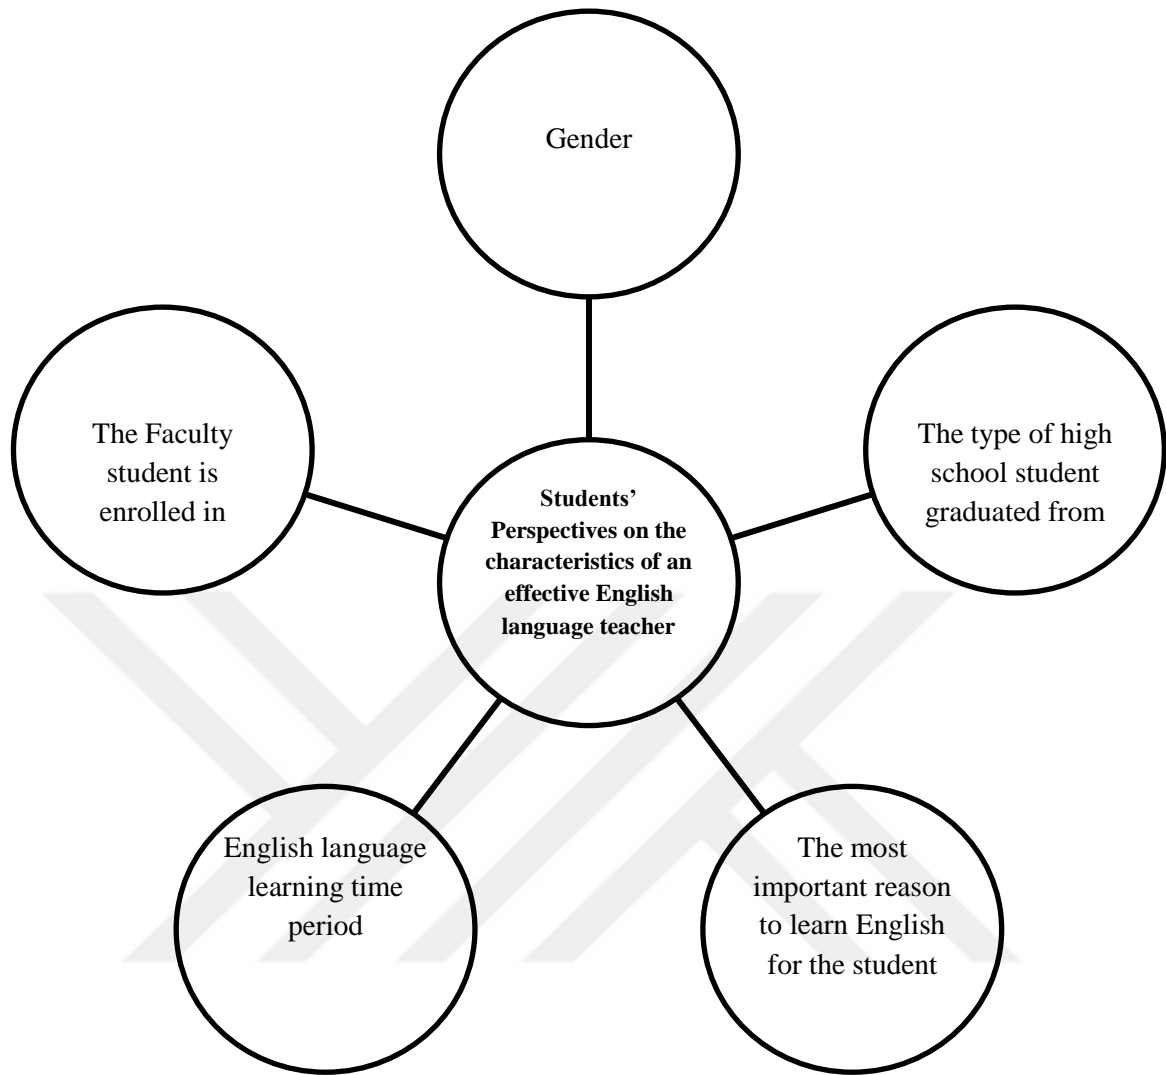 Gender
The Faculty
student is
enrolled in
The type of high
school student
graduated from
Students’
Perspectives on the
characteristics of an
effective English
language teacher
English language
learning time
period
The most
important reason
to learn English
for the student